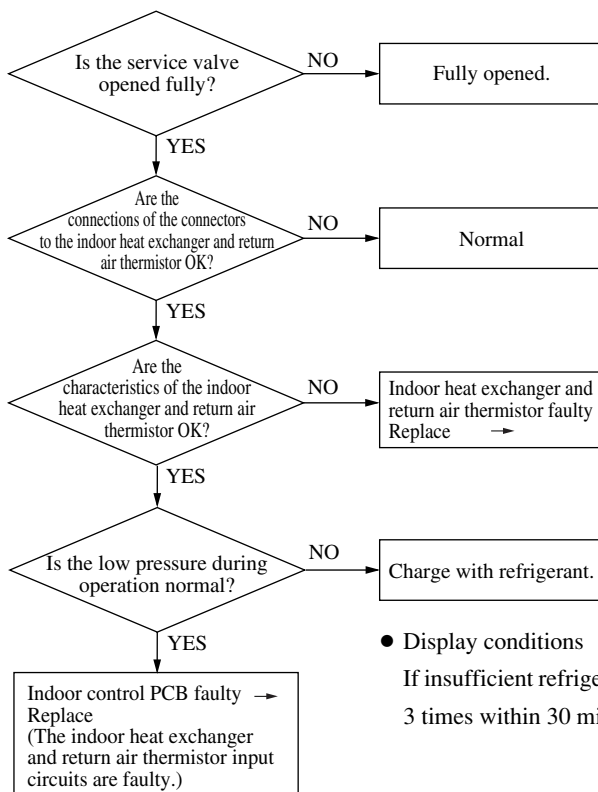 Is the service valve
opened fully?
NO
Fully opened.
YES
Are the
connections of the connectors
to the indoor heat exchanger and return
air thermistor OK?
NO
Normal
YES
Are the
characteristics of the indoor
heat exchanger and return air
thermistor OK?
NO
Indoor heat exchanger and
return air thermistor faulty
Replace →
YES
Is the low pressure during
operation normal?
NO
Charge with refrigerant.
YES
Indoor control PCB faulty →
Replace
(The indoor heat exchanger
and return air thermistor input
circuits are faulty.)
● Display conditions
If insufficient
3 times within 30